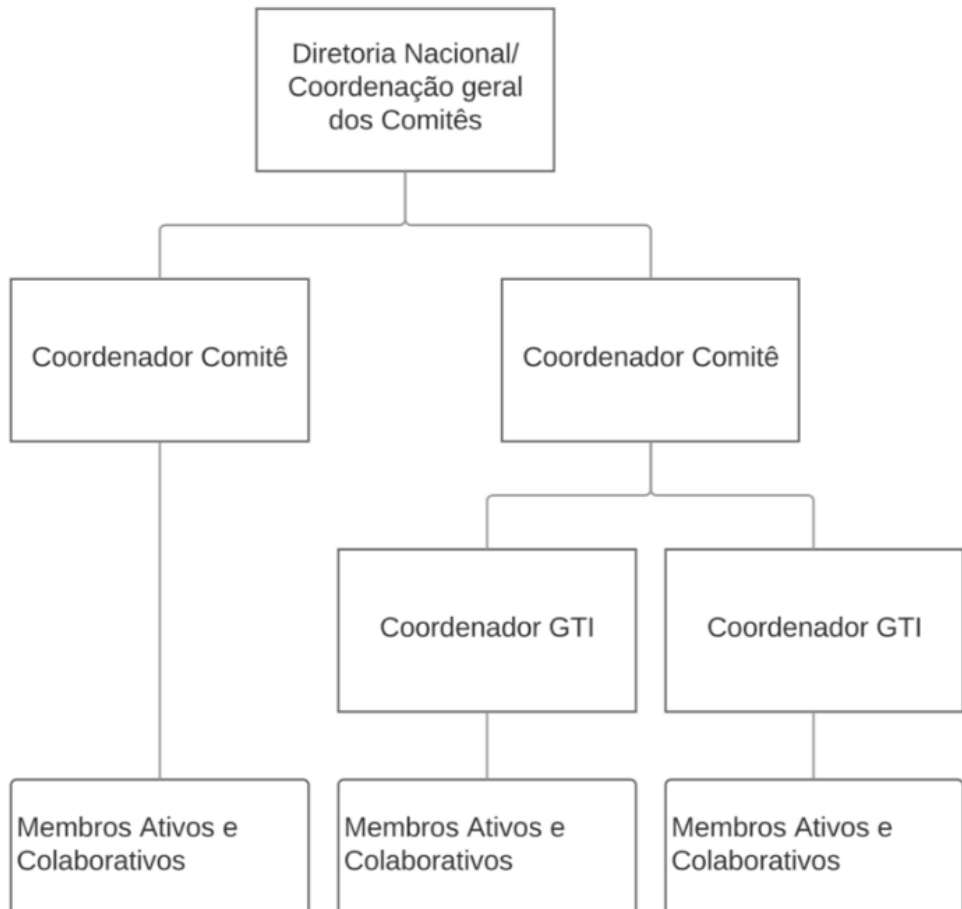 Diretoria Nacional/
Coordenação geral
dos Comitês
Coordenador Comitê
Coordenador Comitê
Coordenador GTI
Coordenador GTI
Membros Ativos e
Colaborativos
Membros Ativos e
Colaborativos
Membros Ativos e
Colaborativos